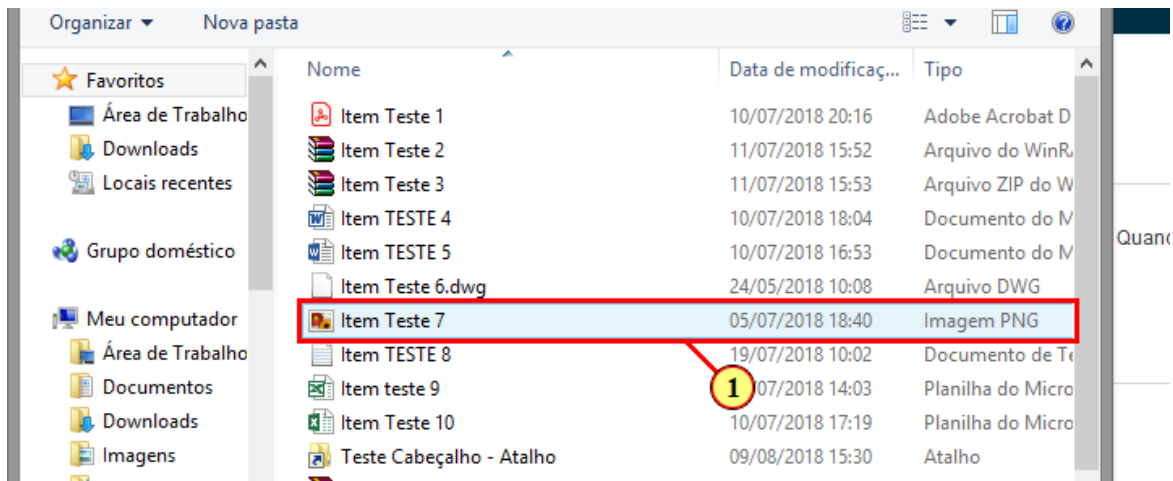 Organizar Nova pasta
Nome Data de modificaç... Tipo
Favoritos
Área de Trabalho
Downloads
Locais recentes
Grupo doméstico
Meu computador
Área de Trabalho
Documentos
Downloads
Imagens
Item Teste 1 10/07/2018 20:16 Adobe Acrobat D
Item Teste 2 11/07/2018 15:52 Arquivo do WinR
Item Teste 3 11/07/2018 15:53 Arquivo ZIP do W
Item TESTE 4 10/07/2018 18:04 Documento do M
Item TESTE 5 10/07/2018 16:53 Documento do M
Item Teste 6.dwg 24/05/2018 10:08 Arquivo DWG
Item Teste 7 05/07/2018 18:40 Imagem PNG
Item TESTE 8 19/07/2018 10:02 Documento de Te
1
Item teste 9 /07/2018 14:03 Planilha do Micro
Item Teste 10 10/07/2018 17:19 Planilha do Micro
Teste Cabeçalho - Atalho 09/08/2018 15:30 Atalho
Quand